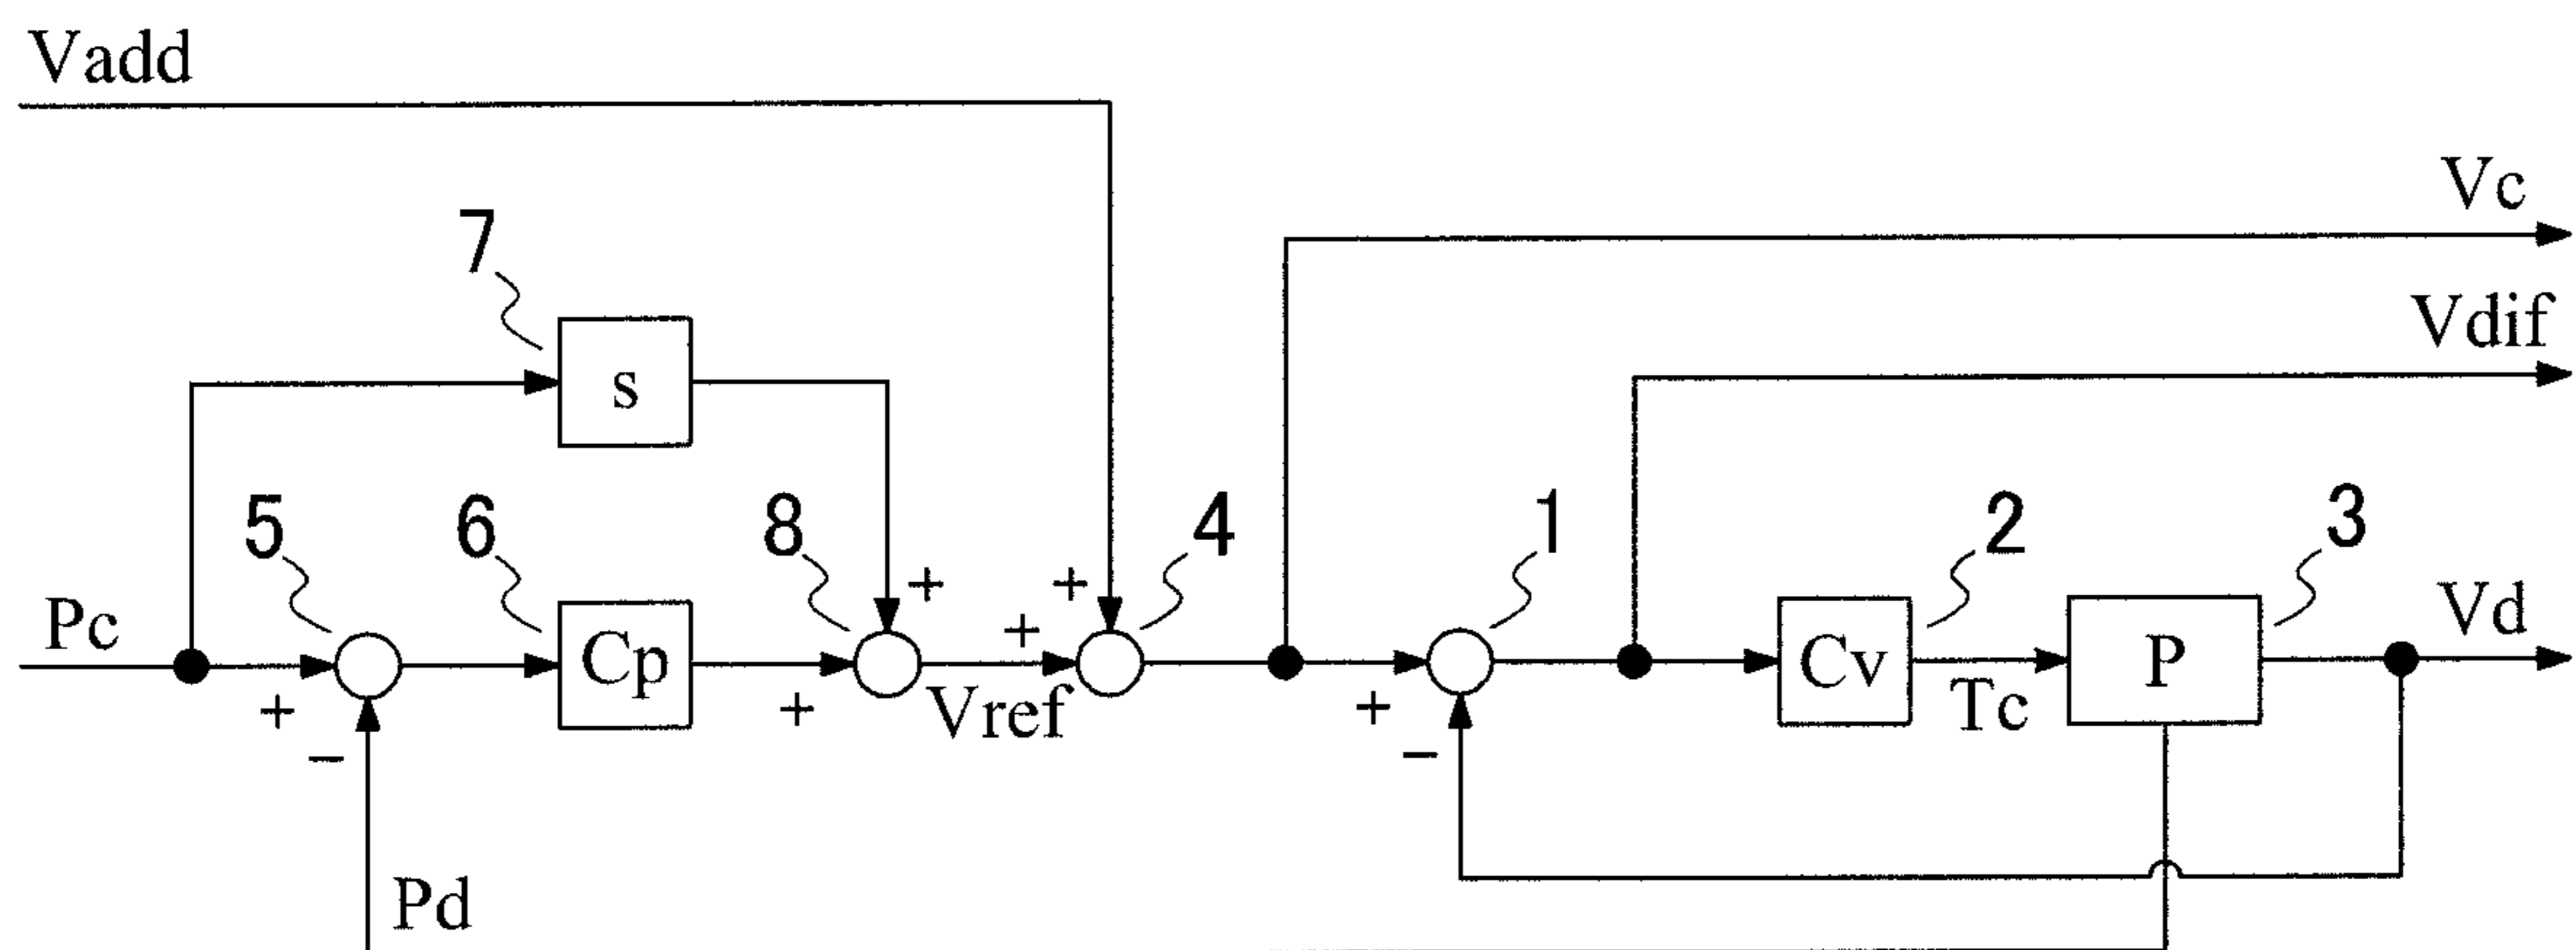 Vadd
Vc
7
Vdif
s
5 6 8 4 1 2 3
Pc + − Cp + + Vref + + + − Cv Tc P Vd
Pd